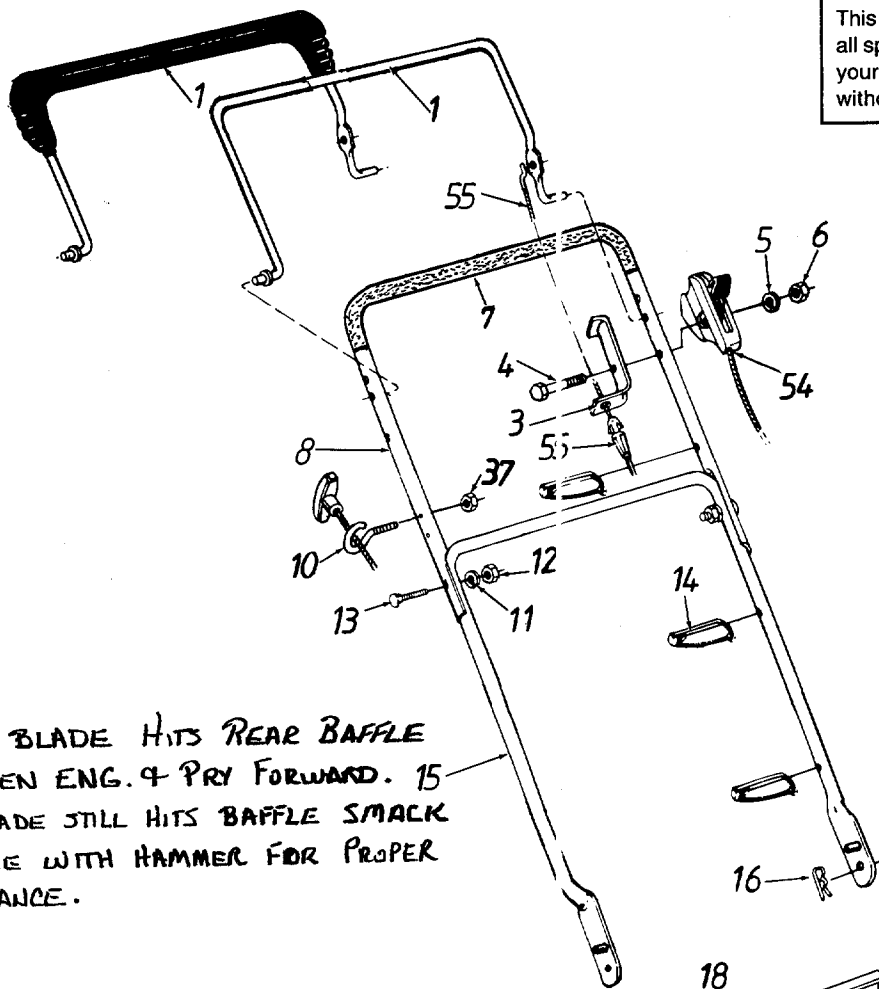 This
all sp
your
witho
1
1
55
5
6
7
4
54
3
55
8
37
10
12
13
11
14
BLADE HITS REAR BAFFLE
EN ENG. & PRY FORWARD.
15
ADE STILL HITS BAFFLE SMACK
E WITH HAMMER FOR PROPER
ANCE.
16
18